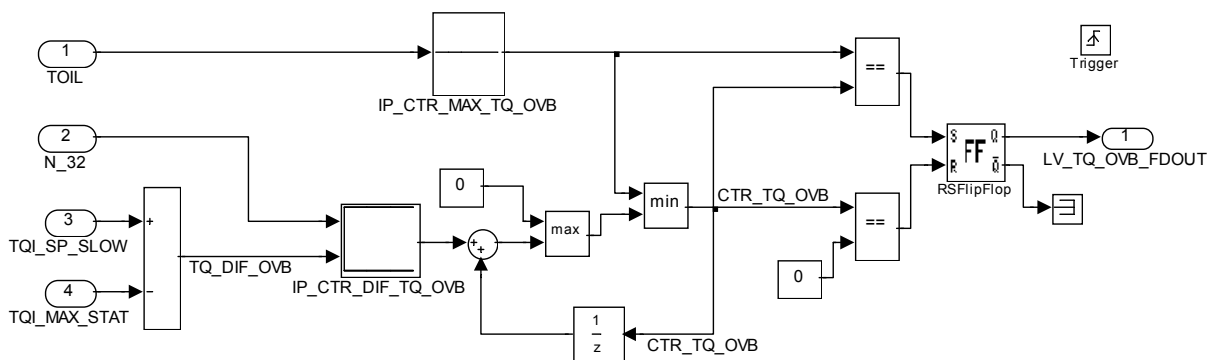 1
TOIL
IP_CTR_MAX_TQ_OVB
==
Trigger
2
N_32
S Q
FF
R Q
RSFlipFlop
1
LV_TQ_OVB_FDOUT
0
min
CTR_TQ_OVB
3
TQI_SP_SLOW
+
max
==
TQ_DIF_OVB
IP_CTR_DIF_TQ_OVB
+
+
0
4
TQI_MAX_STAT
−
1
z
CTR_TQ_OVB